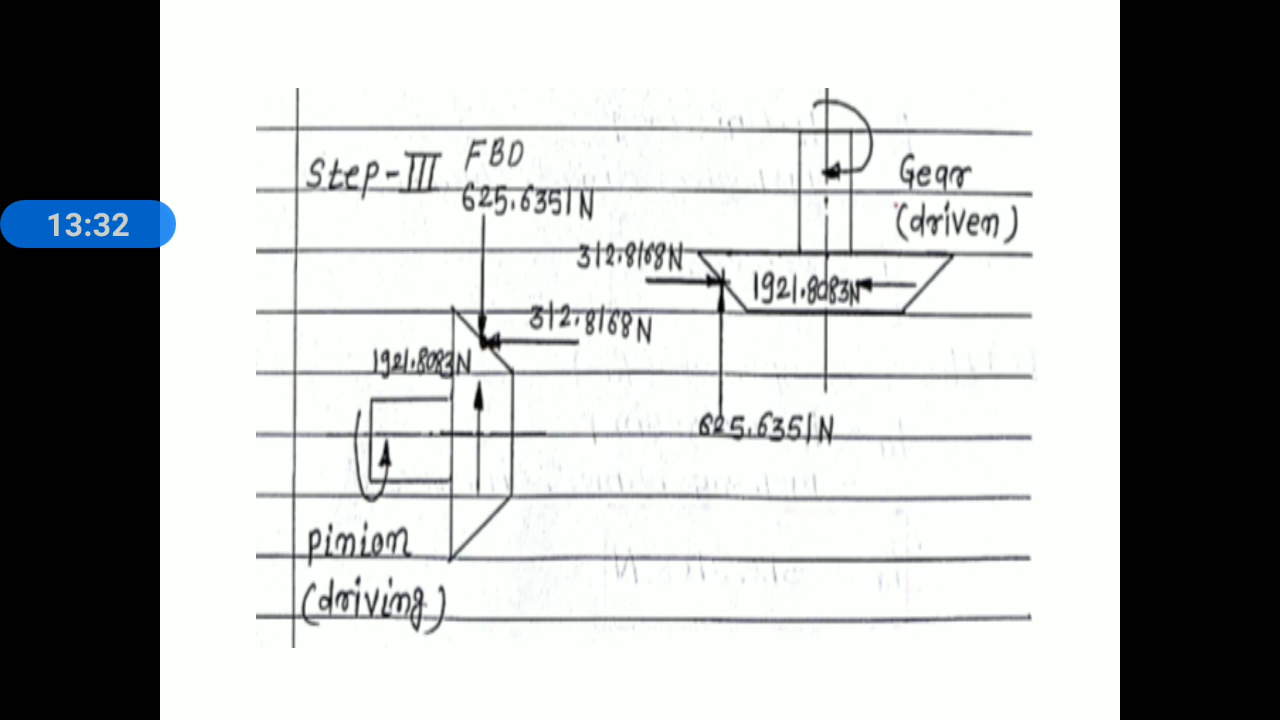 13:32
Step-III FBD
625.6351N
312.8168N
1921.8083N
pinion
(driving)
Gear
(driven)
312.8168N
1921.8083N
625.6351N